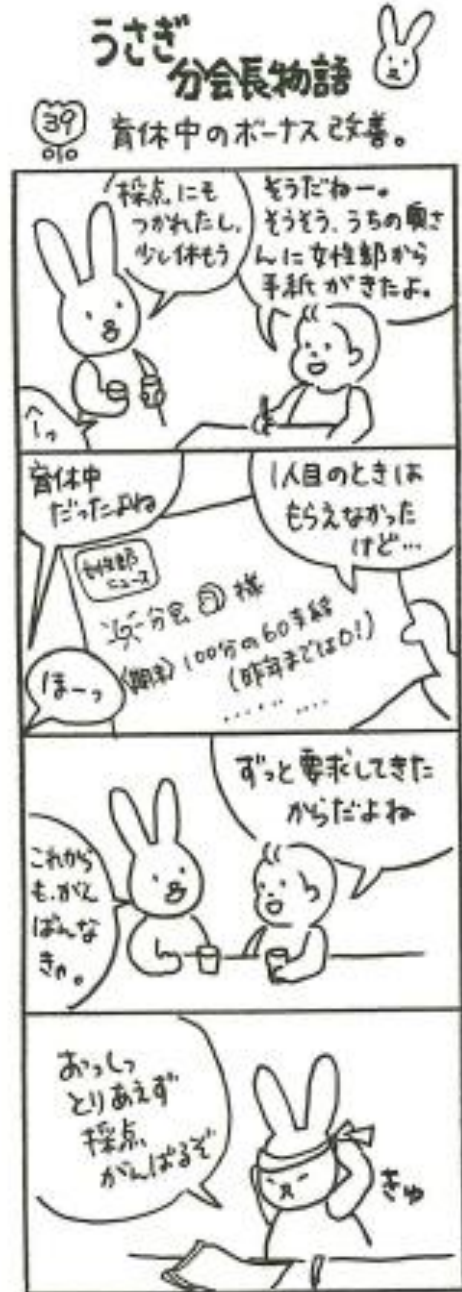 うさぎ
分会長物語
39
育休中のボーナス改善。
採点にも
つかれたし、
少し休もう
そうだねー。
そうそう、うちの奥さ
んに女性部から
手紙がきたよ。
へーっ
育休中
だったよね
1人目のときは
もらえなかった
けど…
女性部
ニュース
分会
様
(期末)100分の60支給
(昨年までは0!)
・・・・・ ・・・・
ほーっ
ずっと要求してきた
からだよね
これから
も、がん
ばんな
きゃ。
おっしっ
とりあえず
採点、
がんばるぞ
きゅ